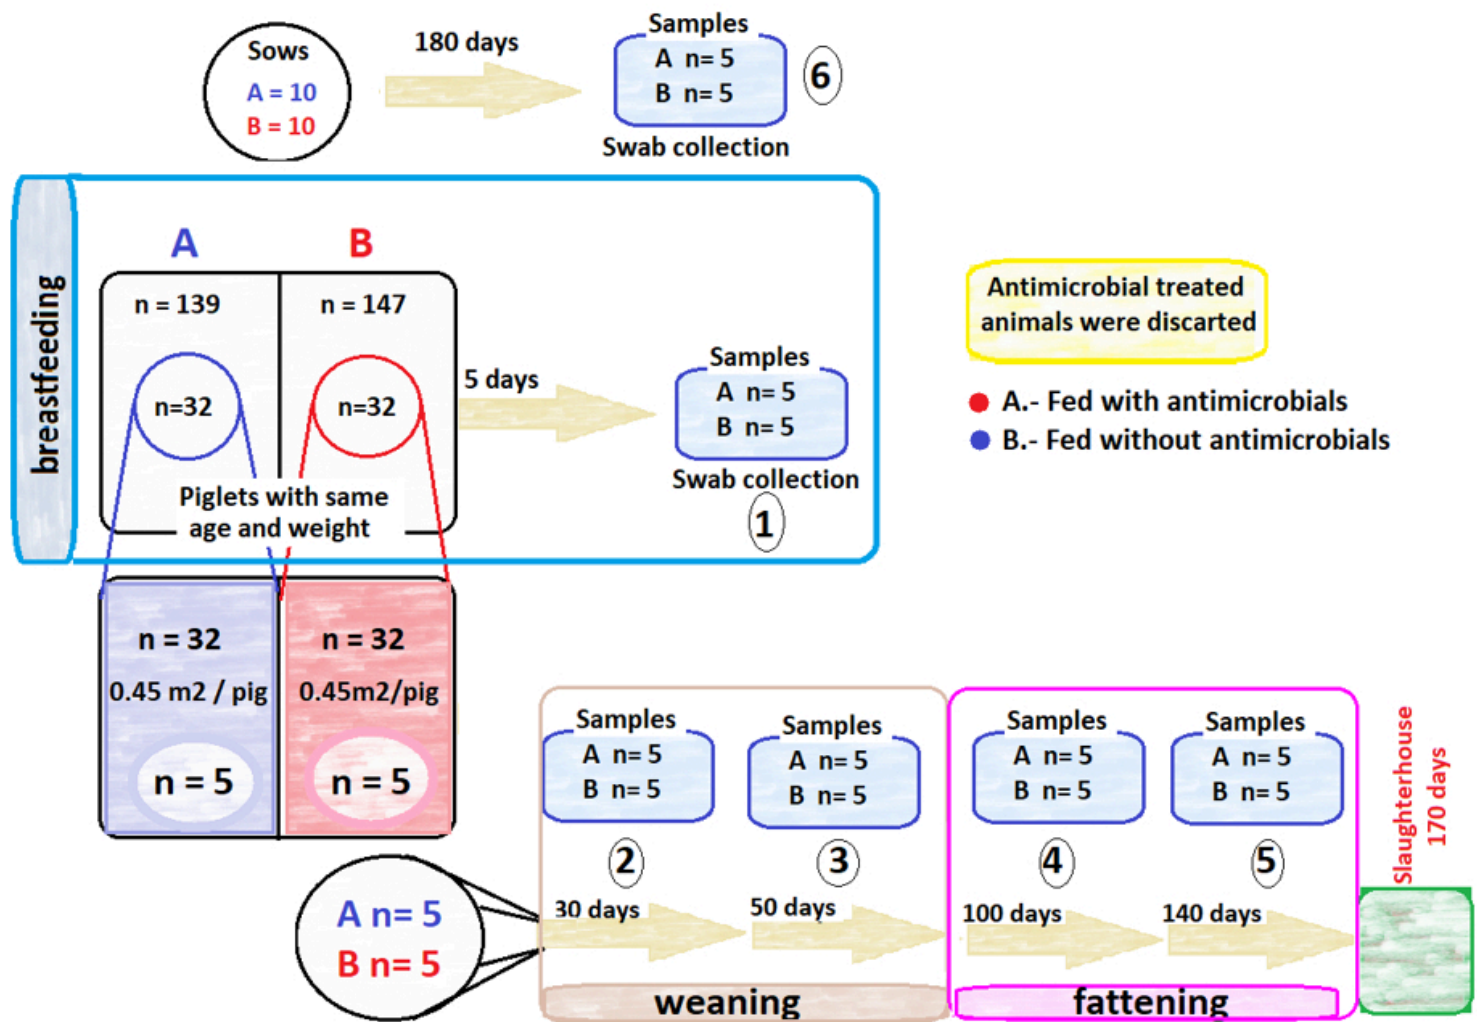 Sows
A = 10
B = 10
180 days
Samples
A n= 5
B n= 5
Swab collection
6
breastfeeding
A
B
n = 139
n = 147
n=32
n=32
Piglets with same
age and weight
5 days
Samples
A n= 5
B n= 5
Swab collection
1
Antimicrobial treated
animals were discarted
A.- Fed with antimicrobials
B.- Fed without antimicrobials
n = 32
n = 32
0.45 m2 / pig
0.45m2/pig
n = 5
n = 5
A n= 5
B n= 5
Samples
A n= 5
B n= 5
2
30 days
Samples
A n= 5
B n= 5
3
50 days
weaning
Samples
A n= 5
B n= 5
4
100 days
Samples
A n= 5
B n= 5
5
140 days
fattening
Slaughterhouse
170 days